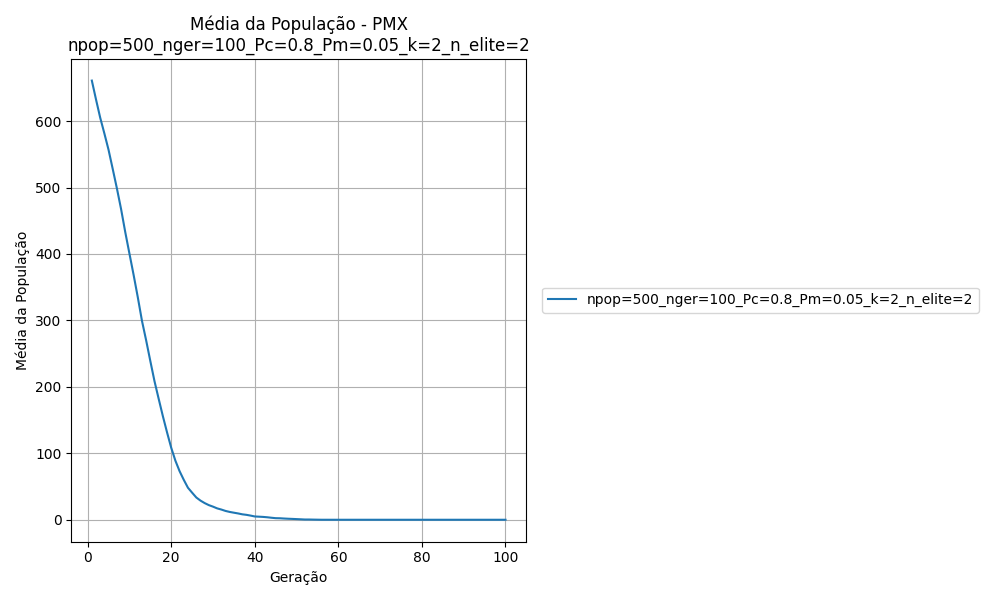 Média da População - PMX
npop=500_nger=100_Pc=0.8_Pm=0.05_k=2_n_elite=2
Média da População
600
500
400
300
200
100
0
0 20 40 60 80 100
Geração
npop=500_nger=100_Pc=0.8_Pm=0.05_k=2_n_elite=2